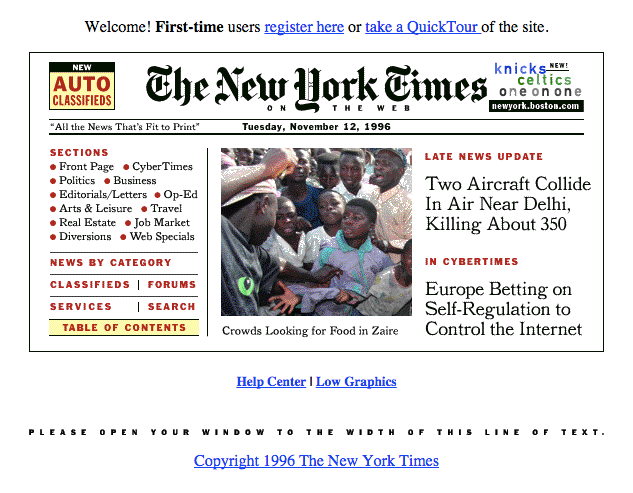 Welcome! First-time users register here or take a QuickTour of the site.
NEW
AUTO
CLASSIFIEDS
The New York Times
ON THE WEB
knicks NEW!
celtics
one on one
newyork.boston.com
"All the News That's Fit to Print"
Tuesday, November 12, 1996
SECTIONS
Front Page CyberTimes
Politics Business
Editorials/Letters Op-Ed
Arts & Leisure Travel
Real Estate Job Market
Diversions Web Specials
NEWS BY CATEGORY
CLASSIFIEDS | FORUMS
SERVICES | SEARCH
TABLE OF CONTENTS
Crowds Looking for Food in Zaire
LATE NEWS UPDATE
Two Aircraft Collide
In Air Near Delhi,
Killing About 350
IN CYBERTIMES
Europe Betting on
Self-Regulation to
Control the Internet
Help Center | Low Graphics
PLEASE OPEN YOUR WINDOW TO THE WIDTH OF THIS LINE OF TEXT.
Copyright 1996 The New York Times